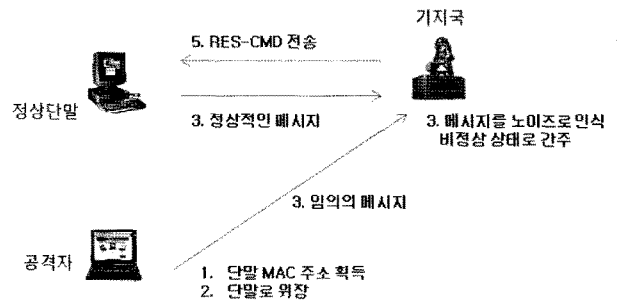 기지국
5. RES-CMD 전송
정상단말
3. 정상적인 메시지
3. 메시지를 노이즈로 인식
비정상 상태로 간주
3. 임의의 메시지
공격자
1. 단말 MAC 주소 획득
2. 단말로 위장